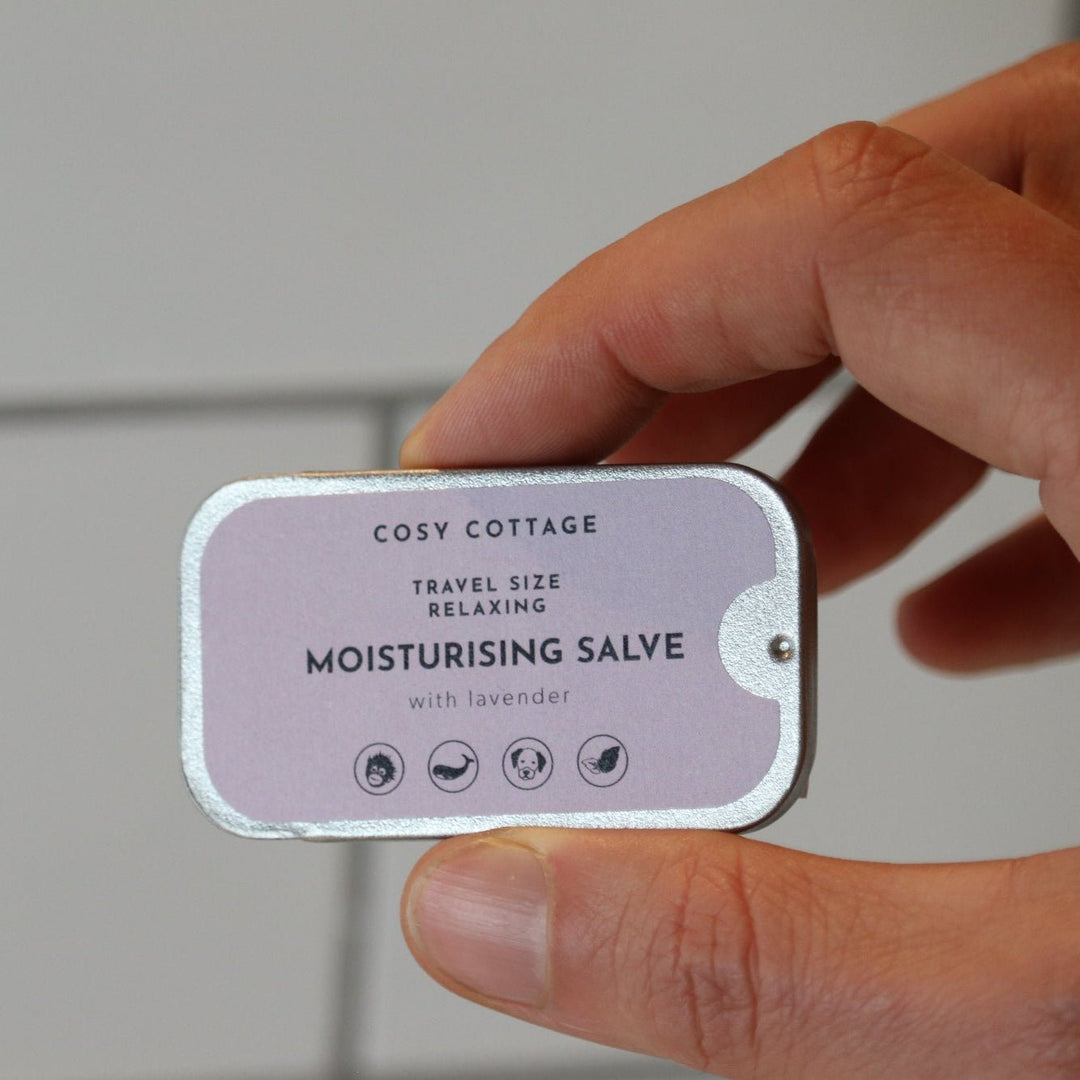 COSY COTTAGE
TRAVEL SIZE
RELAXING
MOISTURISING SALVE
with lavender